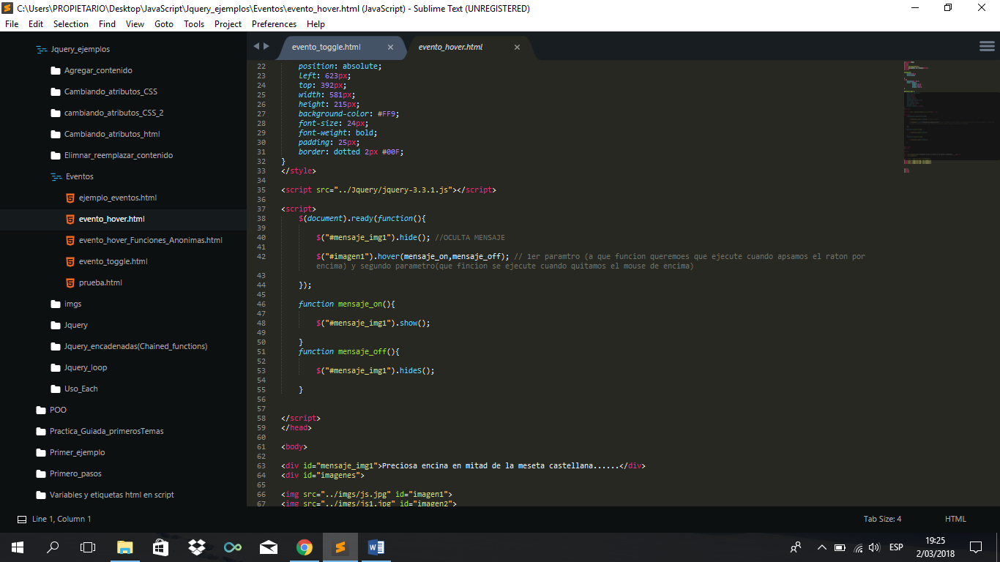 C:\Users\PROPIETARIO\Desktop\JavaScript\Jquery_ejemplos\Eventos\evento_hover.html (JavaScript) - Sublime Text (UNREGISTERED)
File Edit Selection Find View Goto Tools Project Preferences Help
Jquery_ejemplos
Agregar_contenido
Cambiando_atributos_CSS
cambiando_atributos_CSS_2
Cambiando_atributos_html
Elimnar_reemplazar_contenido
Eventos
ejemplo_eventos.html
evento_hover.html
evento_hover_Funciones_Anonimas.html
evento_toggle.html
prueba.html
imgs
Jquery
Jquery_encadenadas(Chained_functions)
Jquery_loop
Uso_Each
POO
Practica_Guiada_primerosTemas
Primer_ejemplo
Primero_pasos
Variables y etiquetas html en script
evento_toggle.html × evento_hover.html ×
22 position: absolute;
23 left: 623px;
24 top: 392px;
25 width: 581px;
26 height: 215px;
27 background-color: #FF9;
28 font-size: 24px;
29 font-weight: bold;
30 padding: 25px;
31 border: dotted 2px #00F;
32 }
33 </style>
34
35 <script src="../Jquery/jquery-3.3.1.js"></script>
36
37 <script>
38 $(document).ready(function(){
39
40 $("#mensaje_img1").hide(); //OCULTA MENSAJE
41
42 $("#imagen1").hover(mensaje_on,mensaje_off); // 1er paramtro (a que funcion queremoes que ejecute cuando apsamos el raton por
encima) y segundo parametro(que fincion se ejecute cuando quitamos el mouse de encima)
43
44 });
45
46 function mensaje_on(){
47
48 $("#mensaje_img1").show();
49
50 }
51 function mensaje_off(){
52
53 $("#mensaje_img1").hideS();
54
55 }
56
57
58 </script>
59 </head>
60
61 <body>
62
63 <div id="mensaje_img1">Preciosa encina en mitad de la meseta castellana......</div>
64 <div id="imagenes">
65
66 <img src="../imgs/js.jpg" id="imagen1">
67 <img src="../imgs/js1.jpg" id="imagen2">
Line 1, Column 1 Tab Size: 4 HTML
ESP
19:25
2/03/2018